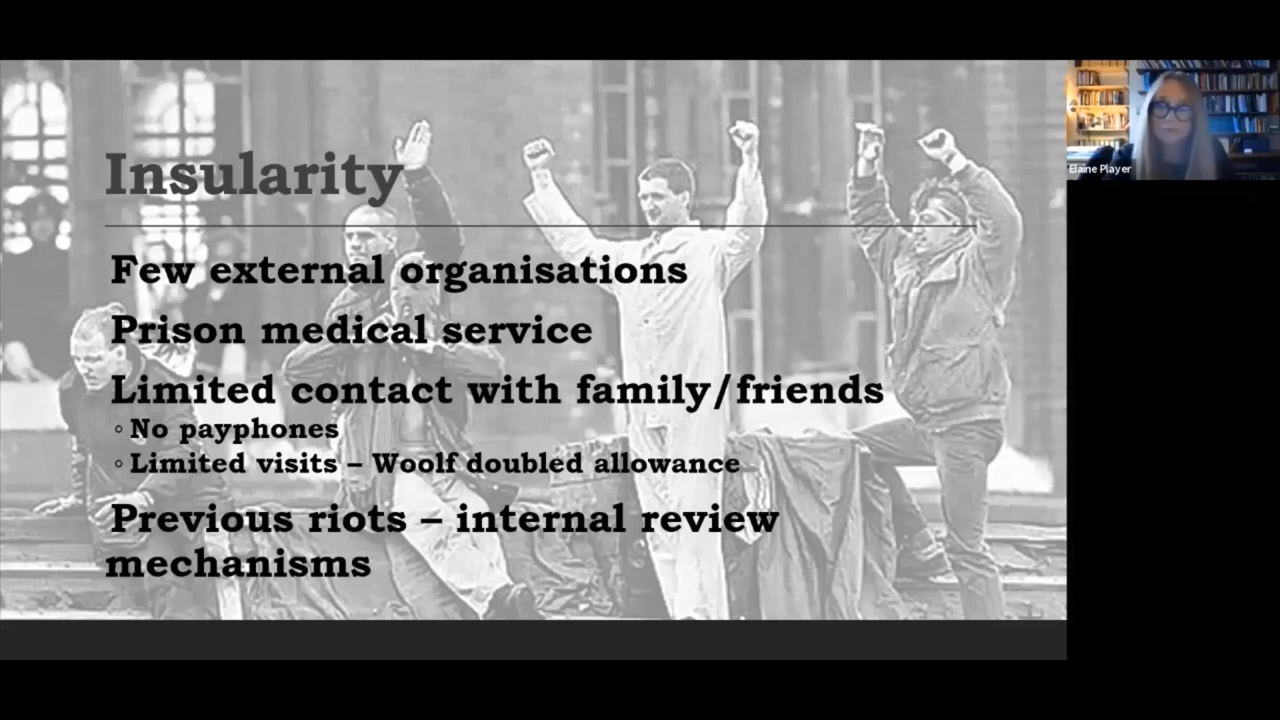 Insularity
Few external organisations
Prison medical service
Limited contact with family/friends
◦ No payphones
◦ Limited visits – Woolf doubled allowance
Previous riots – internal review
mechanisms
Elaine Player